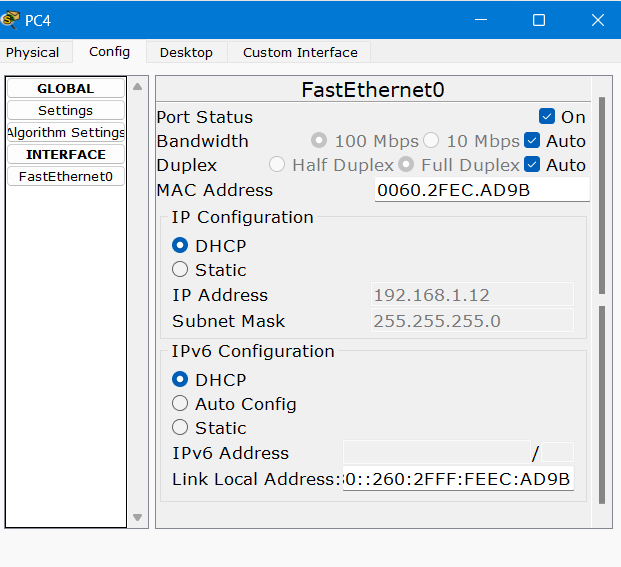 PC4
Physical Config Desktop Custom Interface
GLOBAL
Settings
Algorithm Settings
INTERFACE
FastEthernet0
FastEthernet0
Port Status On
Bandwidth 100 Mbps 10 Mbps Auto
Duplex Half Duplex Full Duplex Auto
MAC Address 0060.2FEC.AD9B
IP Configuration
DHCP
Static
IP Address 192.168.1.12
Subnet Mask 255.255.255.0
IPv6 Configuration
DHCP
Auto Config
Static
IPv6 Address /
Link Local Address: 0::260:2FFF:FEEC:AD9B